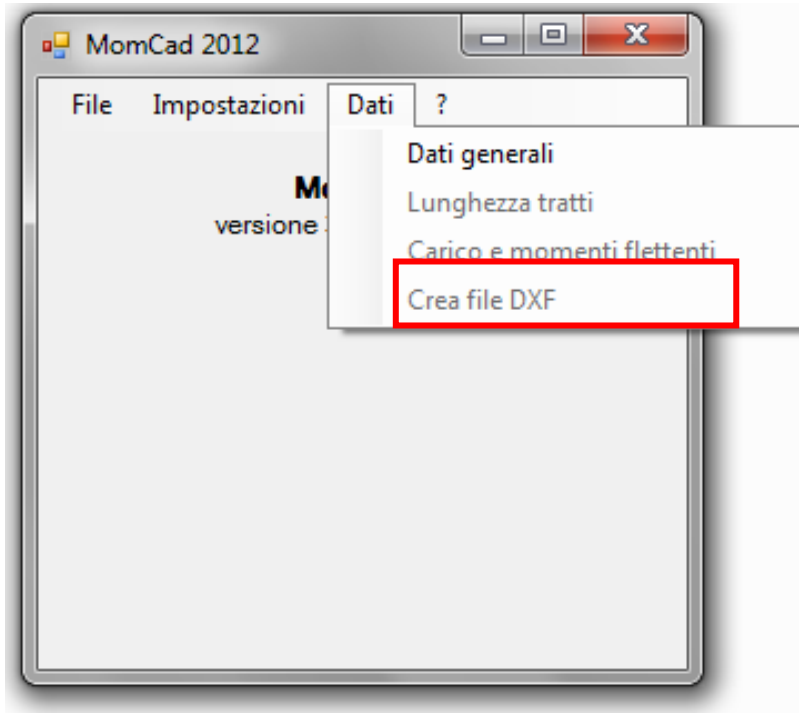 MomCad 2012
File Impostazioni Dati ?
Dati generali
Lunghezza tratti
versione
Carico e momenti flettenti
Crea file DXF